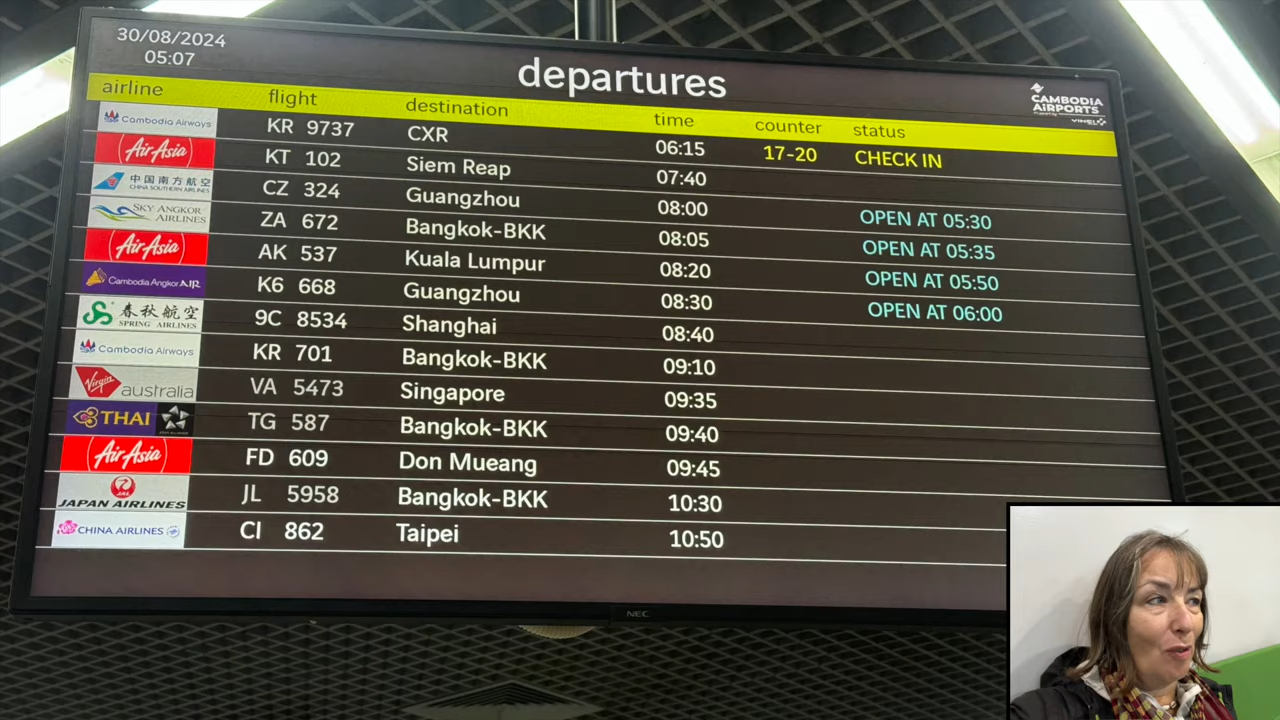 30/08/2024
05:07
departures
CAMBODIA
AIRPORTS
VINCI
airline flight destination time counter status
Cambodia Airways KR 9737 CXR 06:15 17-20 CHECK IN
AirAsia KT 102 Siem Reap 07:40
中国南方航空
CHINA SOUTHERN AIRLINES CZ 324 Guangzhou 08:00 OPEN AT 05:30
SKY ANGKOR
AIRLINES ZA 672 Bangkok-BKK 08:05 OPEN AT 05:35
AirAsia AK 537 Kuala Lumpur 08:20 OPEN AT 05:50
Cambodia Angkor AIR K6 668 Guangzhou 08:30 OPEN AT 06:00
春秋航空
SPRING AIRLINES 9C 8534 Shanghai 08:40
Cambodia Airways KR 701 Bangkok-BKK 09:10
Virgin australia VA 5473 Singapore 09:35
THAI TG 587 Bangkok-BKK 09:40
AirAsia FD 609 Don Mueang 09:45
JAL
JAPAN AIRLINES JL 5958 Bangkok-BKK 10:30
CHINA AIRLINES CI 862 Taipei 10:50
NEC